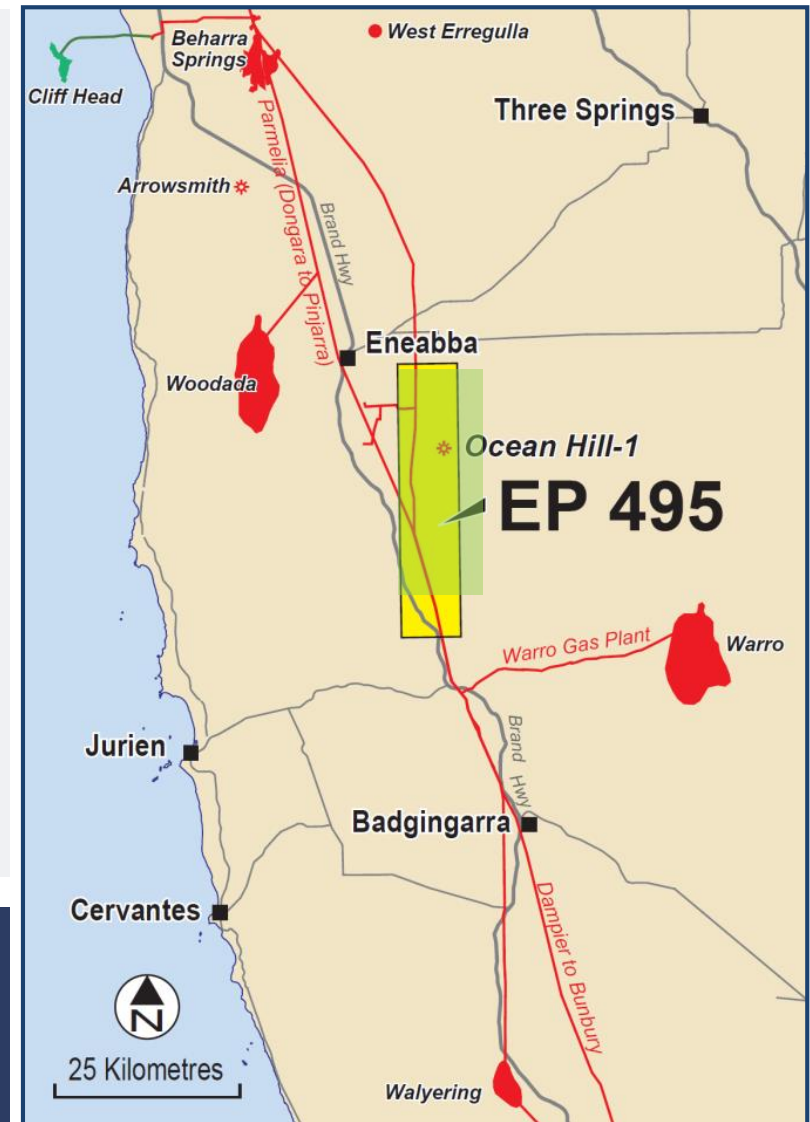 Beharra
Springs
West Erregulla
Cliff Head
Three Springs
Arrowsmith
Parmelia (Dongara to Pinjarra)
Brand Hwy
Eneabba
Woodada
Ocean Hill-1
EP 495
Warro Gas Plant
Warro
Jurien
Brand Hwy
Badgingarra
Cervantes
Dampier to Bunbury
N
25 Kilometres
Walyering